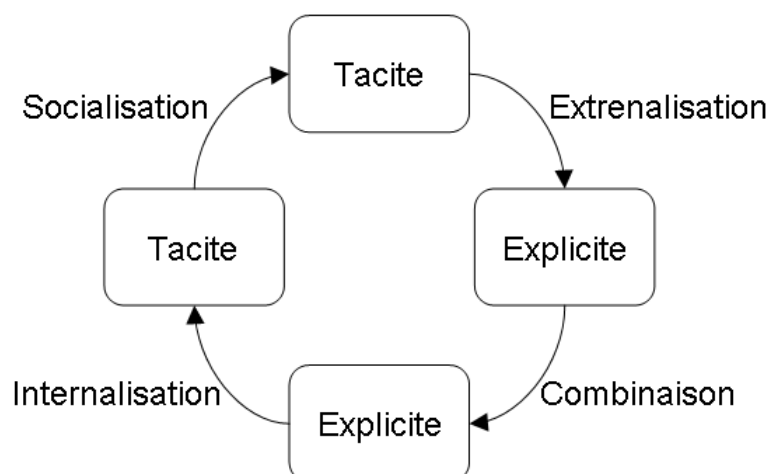 Tacite
Socialisation
Extrenalisation
Tacite
Explicite
Internalisation
Combinaison
Explicite